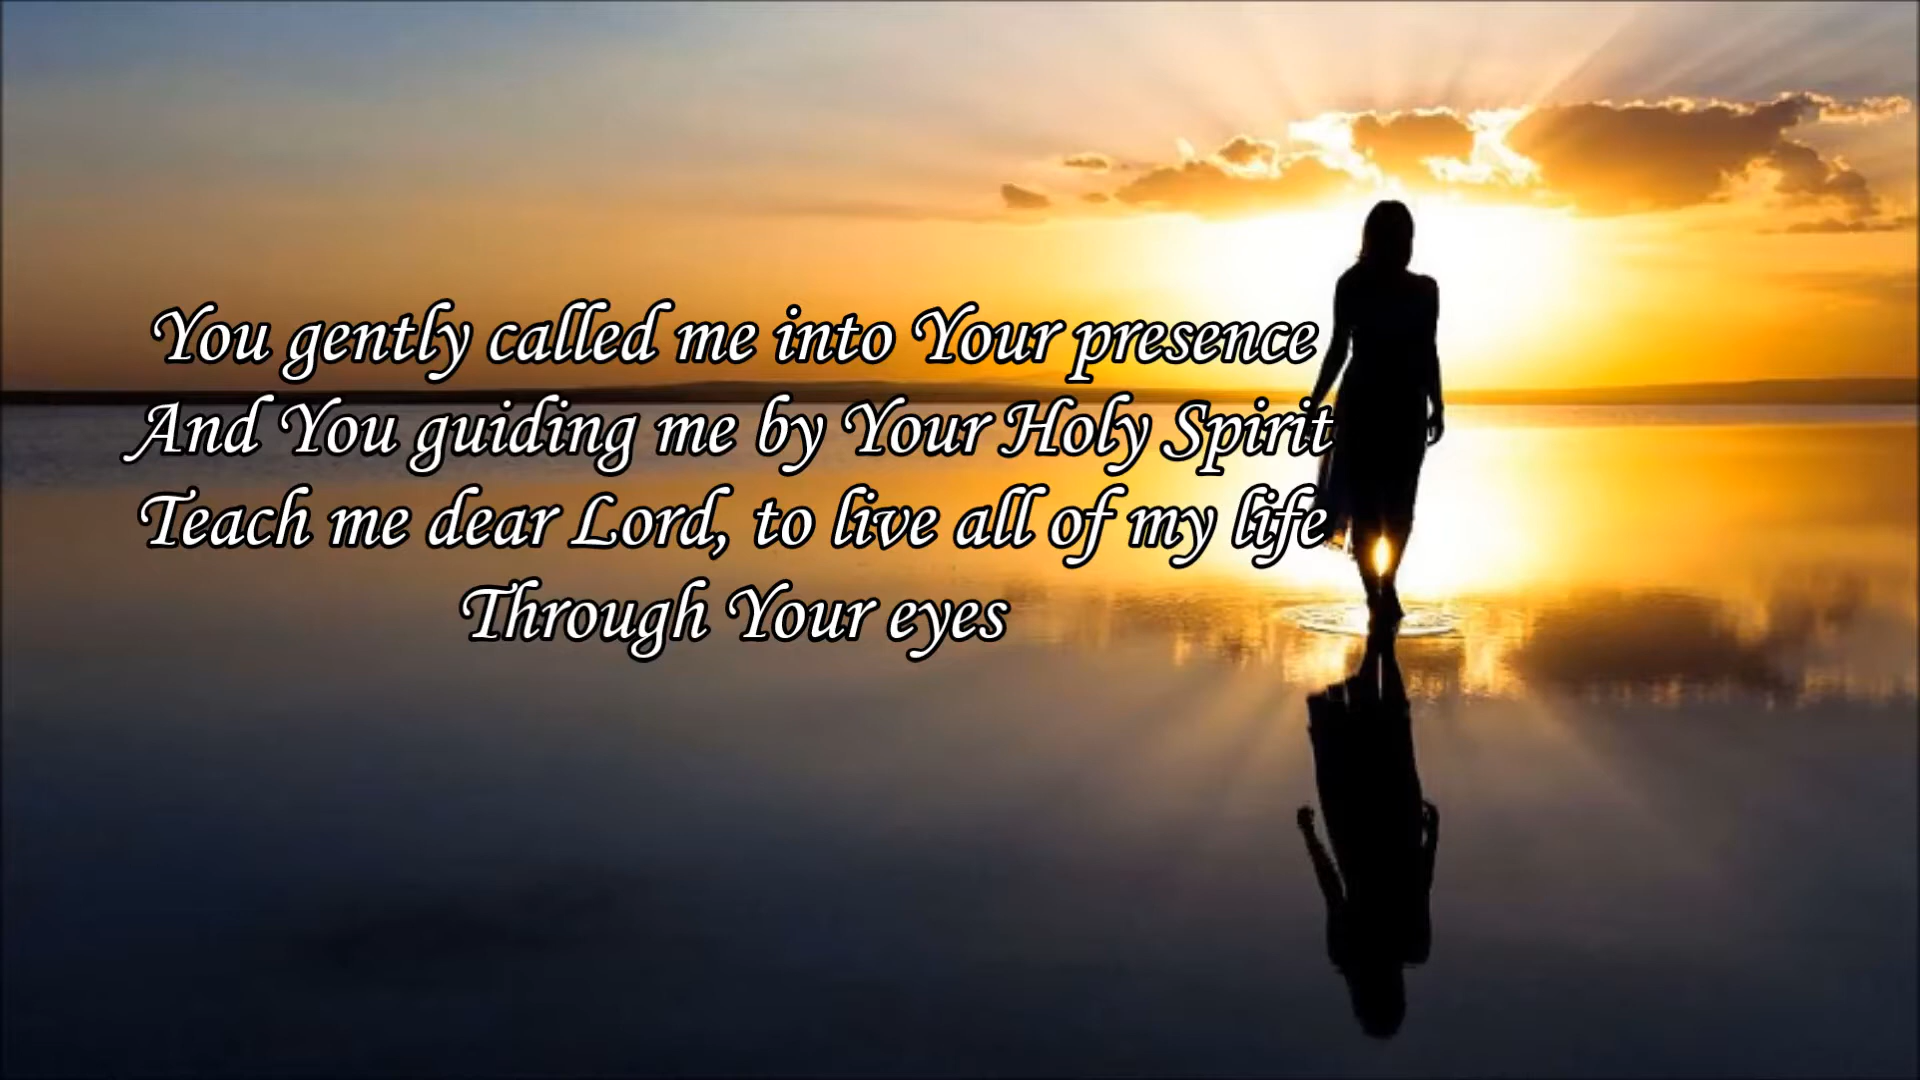 You gently called me into Your presence
And You guiding me by Your Holy Spirit
Teach me dear Lord, to live all of my life
Through Your eyes